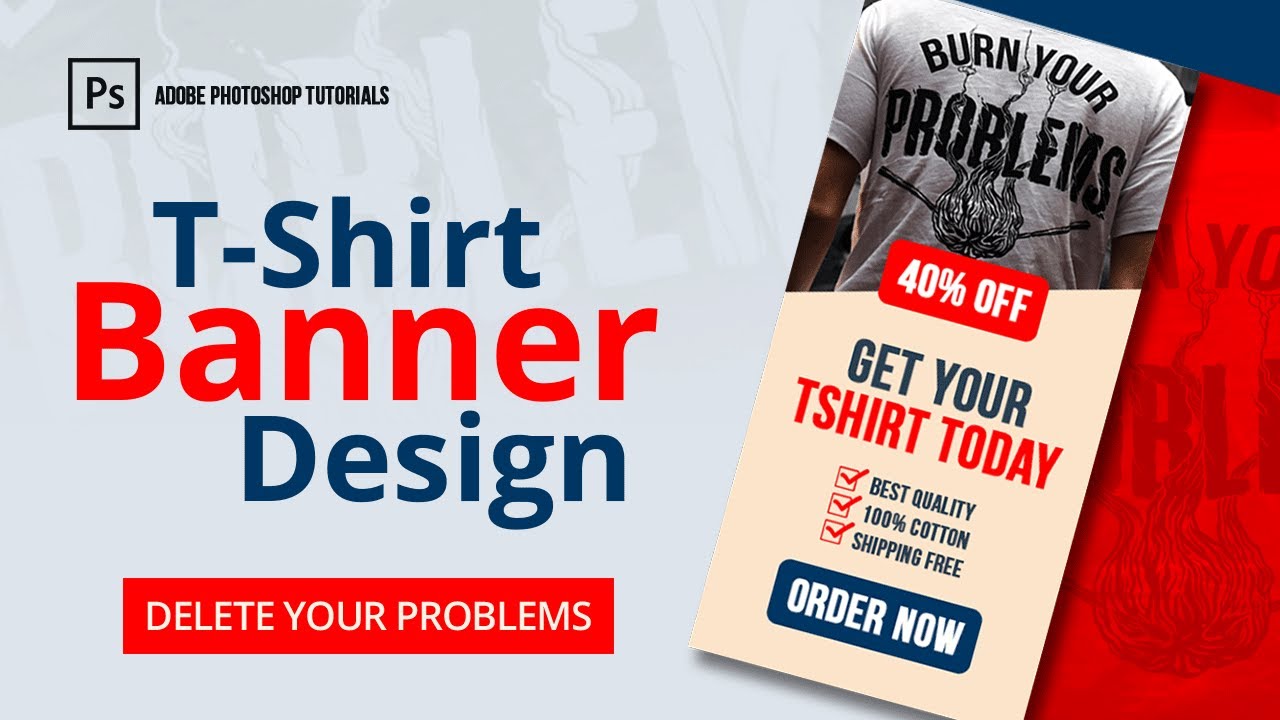 Ps ADOBE PHOTOSHOP TUTORIALS
T-Shirt
Banner
Design
DELETE YOUR PROBLEMS
BURN YOUR
PROBLEMS.
40% OFF
GET YOUR
TSHIRT TODAY
BEST QUALITY
100% COTTON
SHIPPING FREE
ORDER NOW